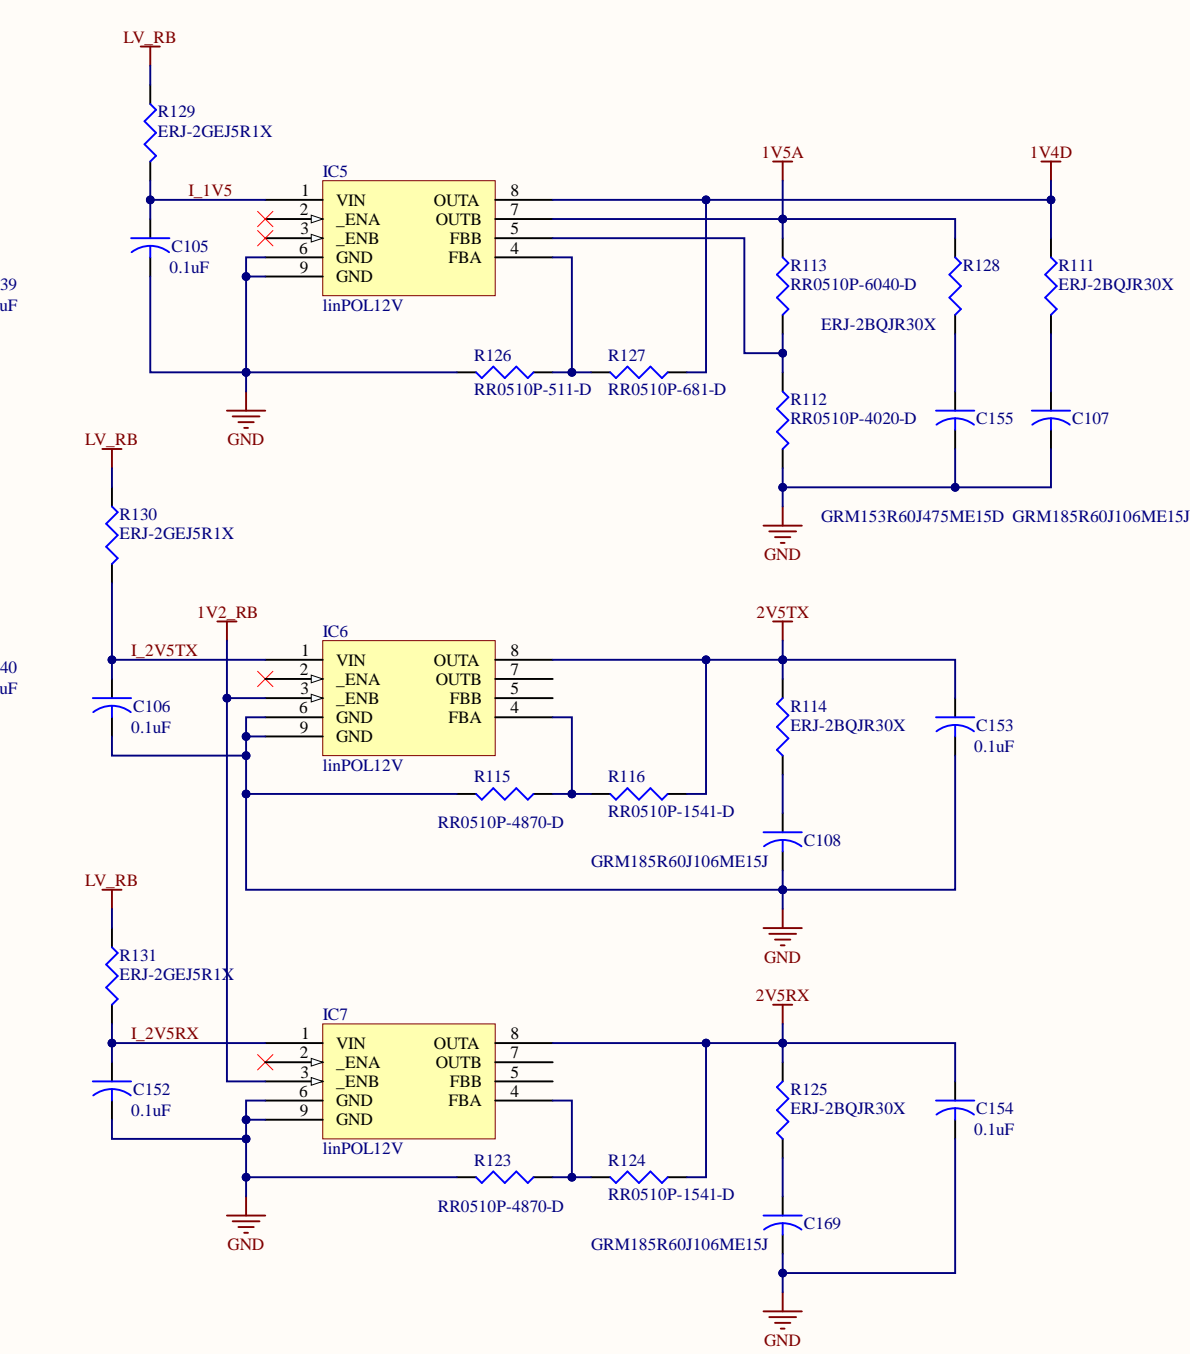 LV_RB
R129
ERJ-2GEJ5R1X
I_1V5
C105
0.1uF
39
uF
IC5
1 VIN OUTA 8
2 _ENA OUTB 7
3 _ENB FBB 5
6 GND FBA 4
9 GND
linPOL12V
R126
RR0510P-511-D
R127
RR0510P-681-D
GND
1V5A
1V4D
R113
RR0510P-6040-D
R128
ERJ-2BQJR30X
R111
ERJ-2BQJR30X
R112
RR0510P-4020-D
C155
C107
GRM153R60J475ME15D
GRM185R60J106ME15J
GND
LV_RB
R130
ERJ-2GEJ5R1X
1V2_RB
I_2V5TX
C106
0.1uF
40
uF
IC6
1 VIN OUTA 8
2 _ENA OUTB 7
3 _ENB FBB 5
6 GND FBA 4
9 GND
linPOL12V
R115
RR0510P-4870-D
R116
RR0510P-1541-D
2V5TX
R114
ERJ-2BQJR30X
C153
0.1uF
C108
GRM185R60J106ME15J
GND
LV_RB
R131
ERJ-2GEJ5R1X
I_2V5RX
C152
0.1uF
IC7
1 VIN OUTA 8
2 _ENA OUTB 7
3 _ENB FBB 5
6 GND FBA 4
9 GND
linPOL12V
R123
RR0510P-4870-D
R124
RR0510P-1541-D
GND
2V5RX
R125
ERJ-2BQJR30X
C154
0.1uF
C169
GRM185R60J106ME15J
GND